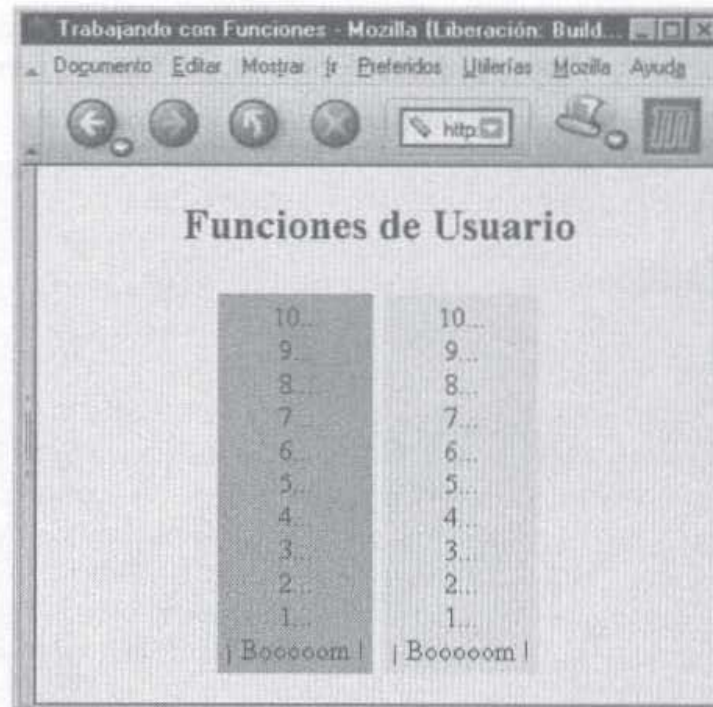 Trabajando con Funciones - Mozilla {Liberación: Build...
Documento Editar Mostrar Ir Preferidos Utilerías Mozilla Ayuda
http:
Funciones de Usuario
10... 10...
9... 9...
8... 8...
7... 7...
6... 6...
5... 5...
4... 4...
3... 3...
2... 2...
1... 1...
¡ Booooom ! ¡ Booooom !